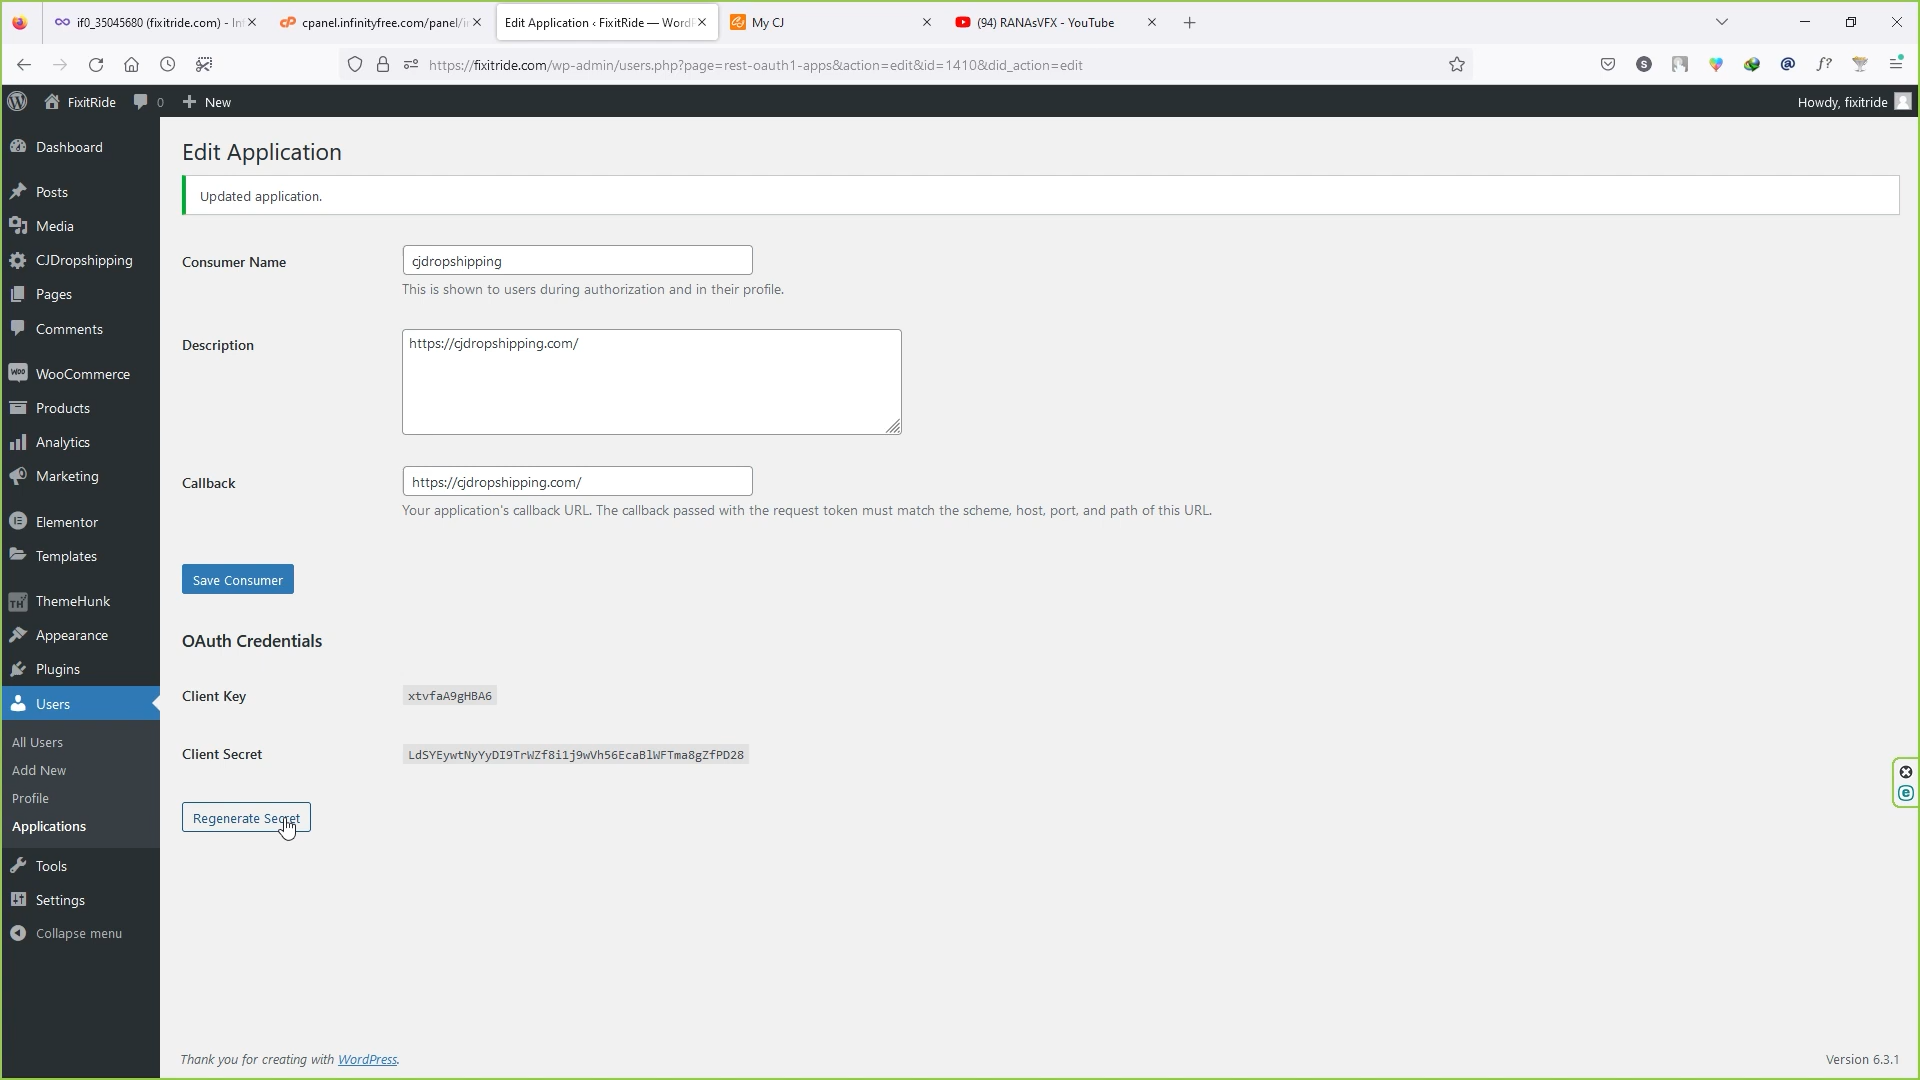 if0_35045680 (fixitride.com) - In
cpanel.infinityfree.com/panel/i
Edit Application ‹ FixitRide — Word
My CJ
(94) RANAsVFX - YouTube
https://fixitride.com/wp-admin/users.php?page=rest-oauth1-apps&action=edit&id=1410&did_action=edit
FixitRide
0
New
Howdy, fixitride
Dashboard
Posts
Media
CJDropshipping
Pages
Comments
WooCommerce
Products
Analytics
Marketing
Elementor
Templates
ThemeHunk
Appearance
Plugins
Users
All Users
Add New
Profile
Applications
Tools
Settings
Collapse menu
Edit Application
Updated application.
Consumer Name
cjdropshipping
This is shown to users during authorization and in their profile.
Description
https://cjdropshipping.com/
Callback
https://cjdropshipping.com/
Your application's callback URL. The callback passed with the request token must match the scheme, host, port, and path of this URL.
Save Consumer
OAuth Credentials
Client Key
xtvfaA9gHBA6
Client Secret
LdSYEywtNyYyDI9TrWZf8i1j9wVh56EcaBlWFTma8gZfPD28
Regenerate Secret
Thank you for creating with WordPress.
Version 6.3.1